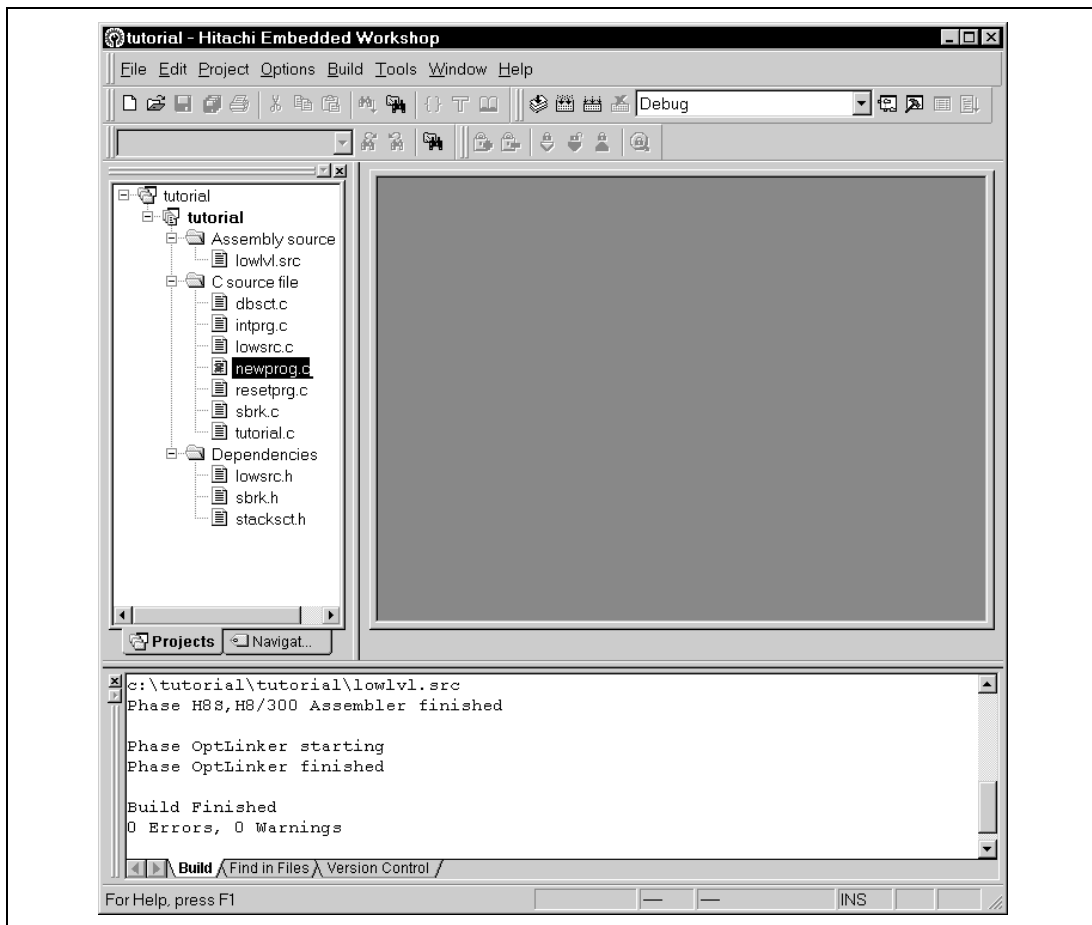 tutorial - Hitachi Embedded Workshop
File Edit Project Options Build Tools Window Help
Debug
tutorial
tutorial
Assembly source
lowlvl.src
C source file
dbsct.c
intprg.c
lowsrc.c
newprog.c
resetprg.c
sbrk.c
tutorial.c
Dependencies
lowsrc.h
sbrk.h
stacksct.h
Projects Navigat...
c:\tutorial\tutorial\lowlvl.src
Phase H8S,H8/300 Assembler finished
Phase OptLinker starting
Phase OptLinker finished
Build Finished
0 Errors, 0 Warnings
Build Find in Files Version Control
For Help, press F1 INS